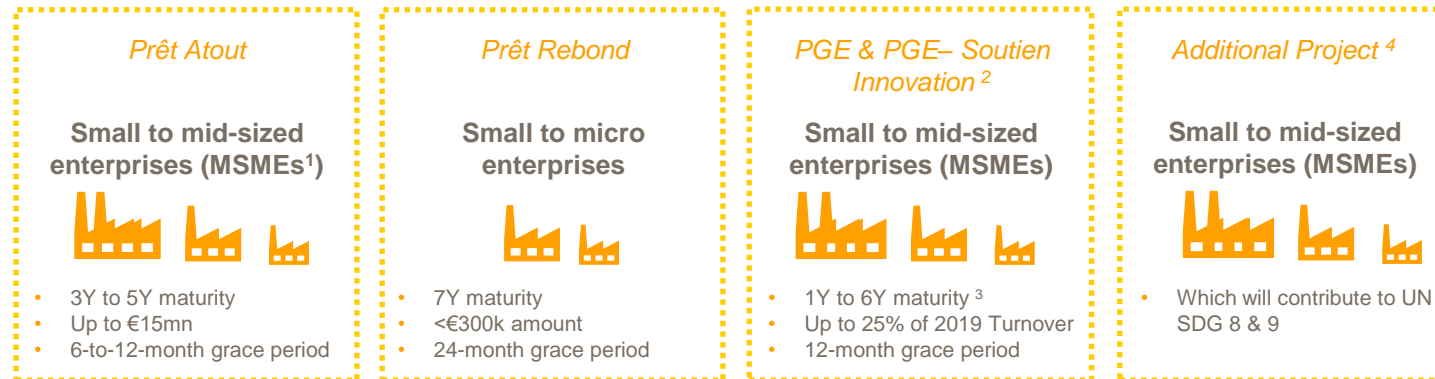 Prêt Atout
Small to mid-sized
enterprises (MSMEs¹)
• 3Y to 5Y maturity
• Up to €15mn
• 6-to-12-month grace period
Prêt Rebond
Small to micro
enterprises
• 7Y maturity
• <€300k amount
• 24-month grace period
PGE & PGE– Soutien
Innovation ²
Small to mid-sized
enterprises (MSMEs)
• 1Y to 6Y maturity ³
• Up to 25% of 2019 Turnover
• 12-month grace period
Additional Project ⁴
Small to mid-sized
enterprises (MSMEs)
• Which will contribute to UN
SDG 8 & 9